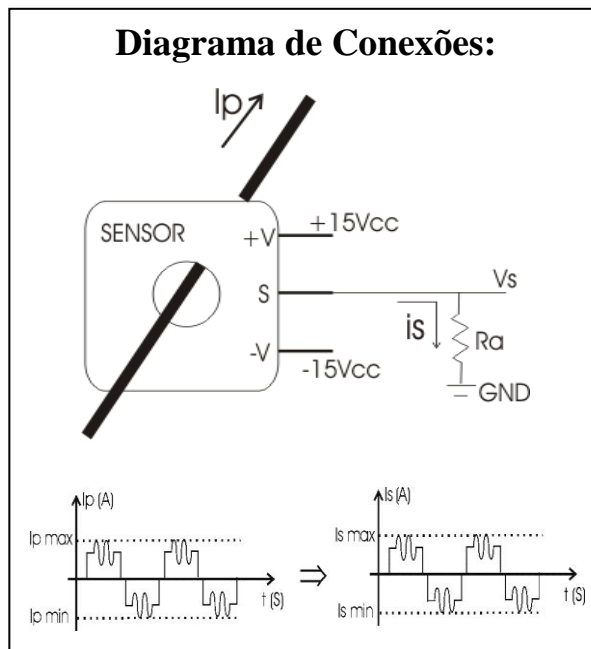 Diagrama de Conexões:
Ip
SENSOR
+V
+15Vcc
S
Vs
is
Ra
-V
-15Vcc
GND
Ip (A)
Ip max
Ip min
t (S)
⇒
Is (A)
Is max
Is min
t (S)